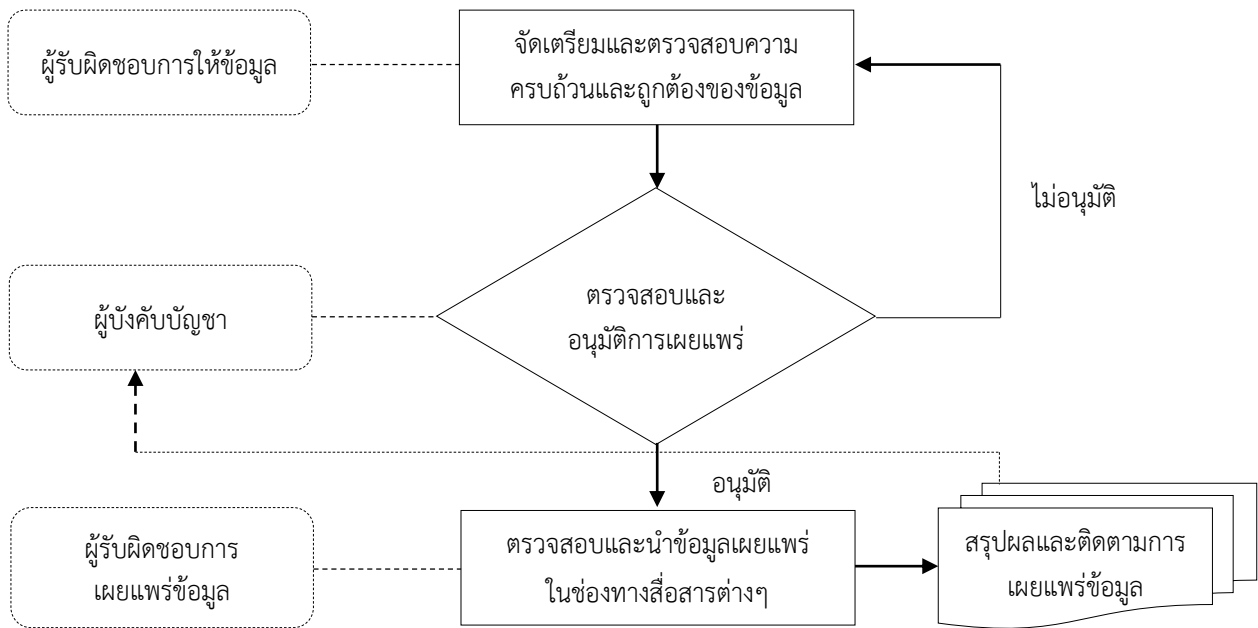 ผู้รับผิดชอบการให้ข้อมูล
จัดเตรียมและตรวจสอบความ
ครบถ้วนและถูกต้องของข้อมูล
ไม่อนุมัติ
ผู้บังคับบัญชา
ตรวจสอบและ
อนุมัติการเผยแพร่
อนุมัติ
ผู้รับผิดชอบการ
เผยแพร่ข้อมูล
ตรวจสอบและนำข้อมูลเผยแพร่
ในช่องทางสื่อสารต่างๆ
สรุปผลและติดตามการ
เผยแพร่ข้อมูล